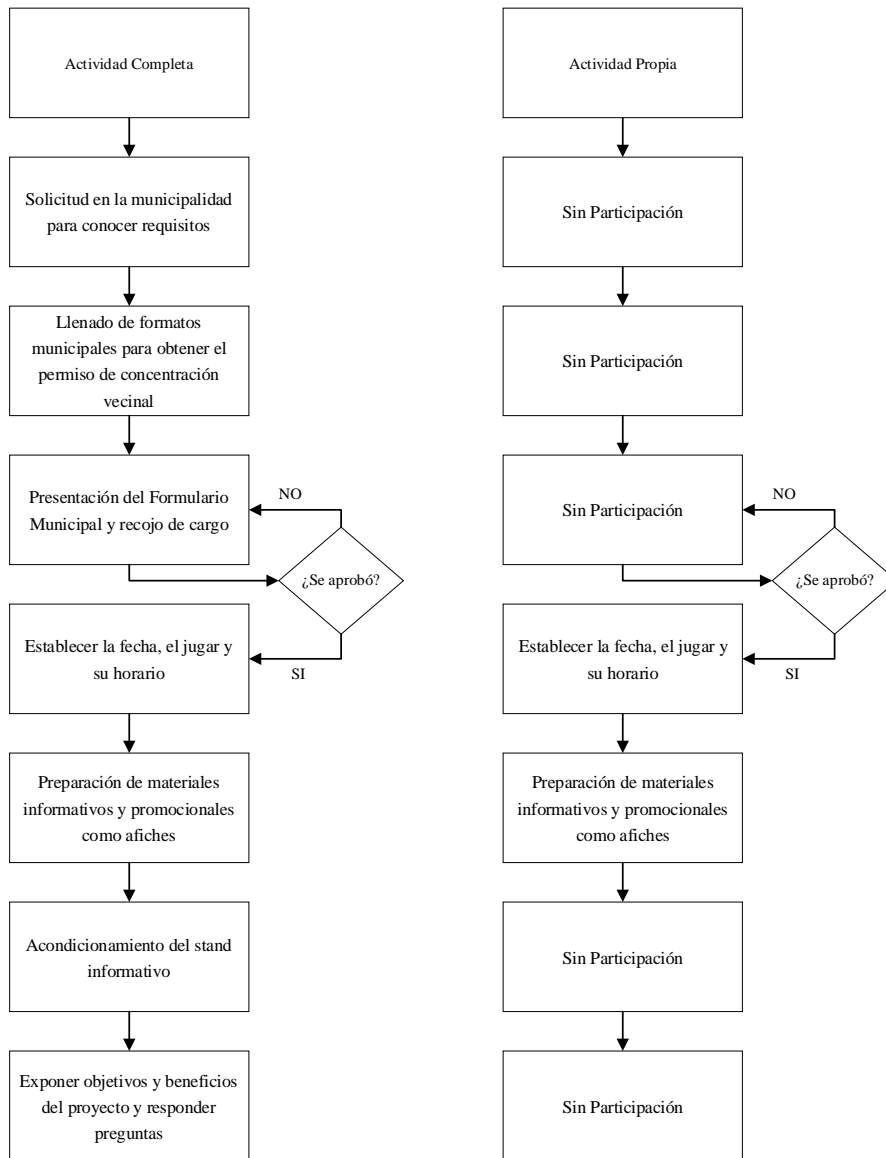 Actividad Completa
Solicitud en la municipalidad
para conocer requisitos
Llenado de formatos
municipales para obtener el
permiso de concentración
vecinal
Presentación del Formulario
Municipal y recojo de cargo
NO
¿Se aprobó?
SI
Establecer la fecha, el jugar y
su horario
Preparación de materiales
informativos y promocionales
como afiches
Acondicionamiento del stand
informativo
Exponer objetivos y beneficios
del proyecto y responder
preguntas
Actividad Propia
Sin Participación
Sin Participación
Sin Participación
NO
¿Se aprobó?
SI
Establecer la fecha, el jugar y
su horario
Preparación de materiales
informativos y promocionales
como afiches
Sin Participación
Sin Participación